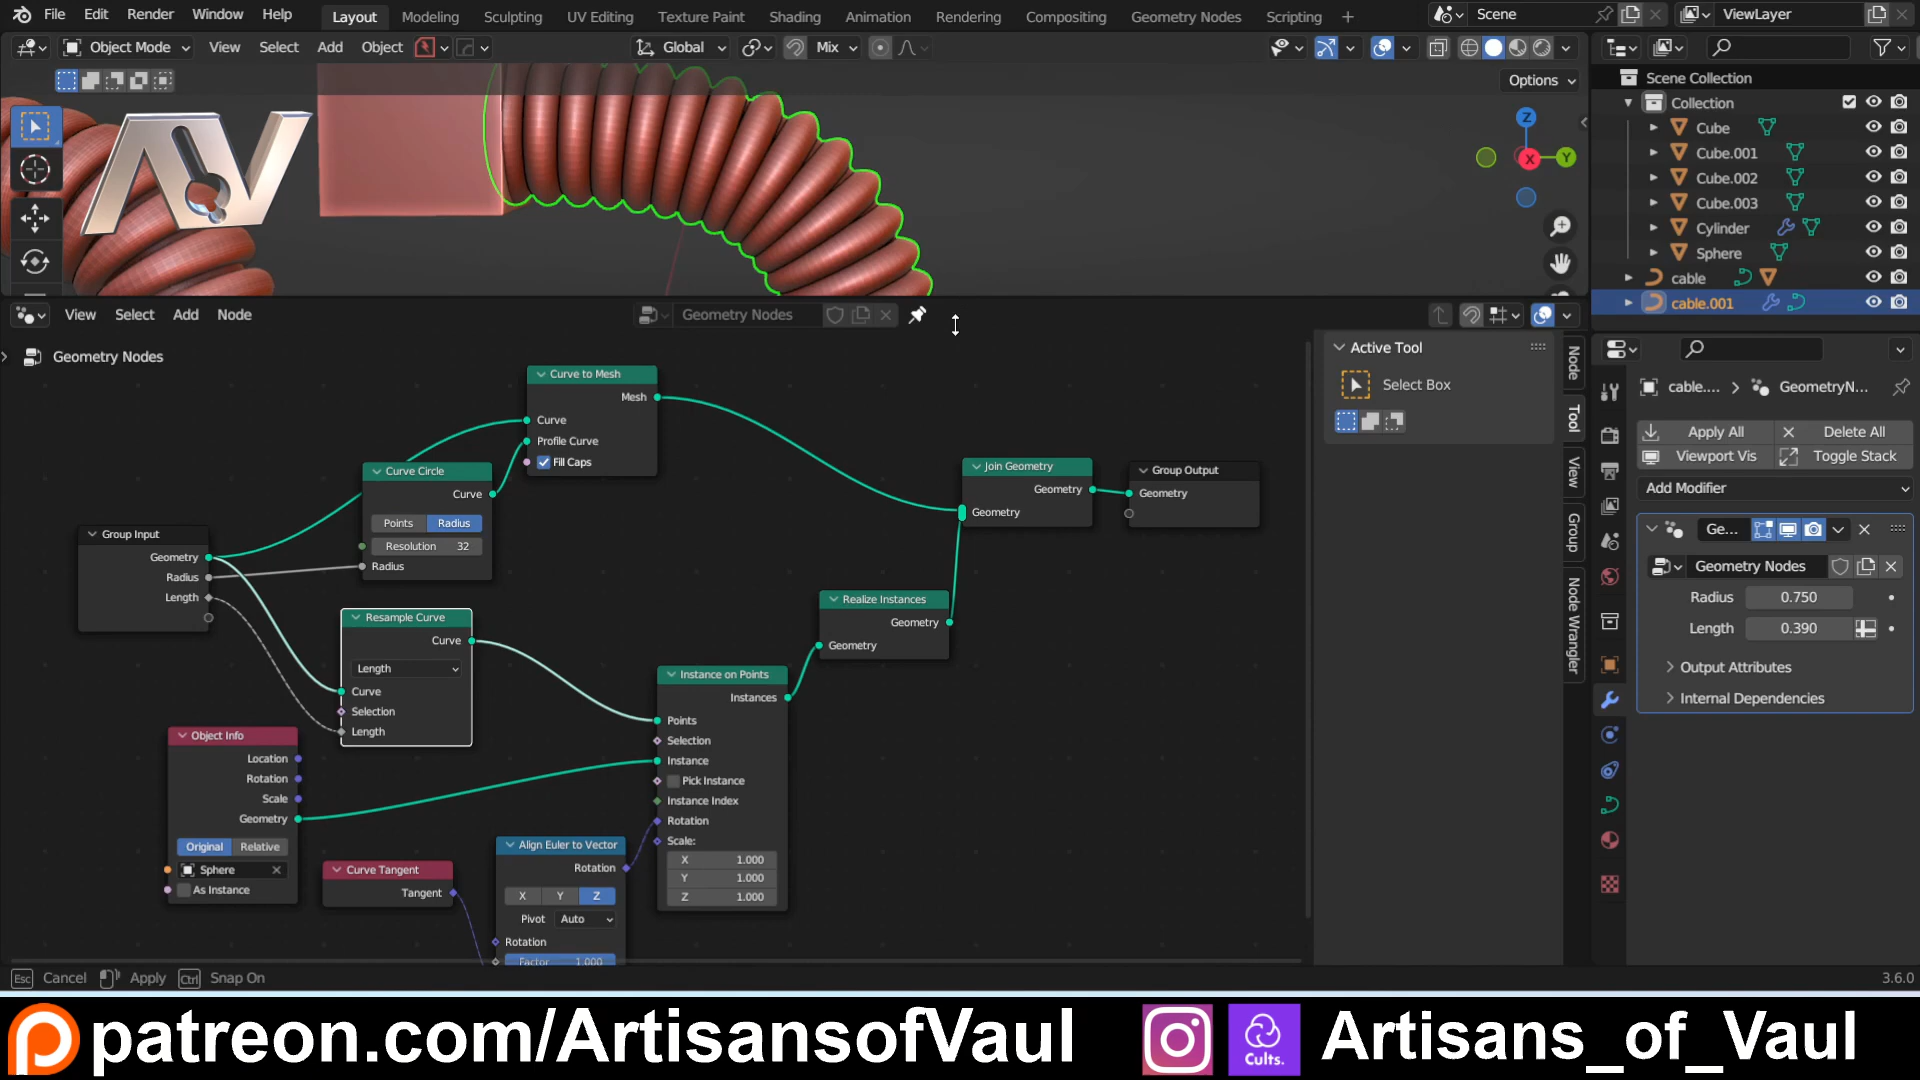 File Edit Render Window Help Layout Modeling Sculpting UV Editing Texture Paint Shading Animation Rendering Compositing Geometry Nodes Scripting + Scene ViewLayer
Object Mode View Select Add Object Global Mix
Options
AV
Z
X
Y
Scene Collection
Collection
Cube
Cube.001
Cube.002
Cube.003
Cylinder
Sphere
cable
cable.001
View Select Add Node Geometry Nodes
Geometry Nodes
Curve to Mesh
Mesh
Curve
Profile Curve
Fill Caps
Curve Circle
Curve
Points Radius
Resolution 32
Radius
Group Input
Geometry
Radius
Length
Resample Curve
Curve
Length
Curve
Selection
Length
Object Info
Location
Rotation
Scale
Geometry
Original Relative
Sphere
As Instance
Curve Tangent
Tangent
Align Euler to Vector
Rotation
X Y Z
Pivot Auto
Rotation
Factor 1.000
Instance on Points
Instances
Points
Selection
Instance
Pick Instance
Instance Index
Rotation
Scale:
X 1.000
Y 1.000
Z 1.000
Realize Instances
Geometry
Geometry
Join Geometry
Geometry
Geometry
Group Output
Geometry
Active Tool
Select Box
Node
Tool
View
Group
Node Wrangler
cable.... GeometryN...
Apply All Delete All
Viewport Vis Toggle Stack
Add Modifier
Ge...
Geometry Nodes
Radius 0.750
Length 0.390
Output Attributes
Internal Dependencies
Esc Cancel Apply Ctrl Snap On 3.6.0
patreon.com/ArtisansofVaul Cults. Artisans_of_Vaul